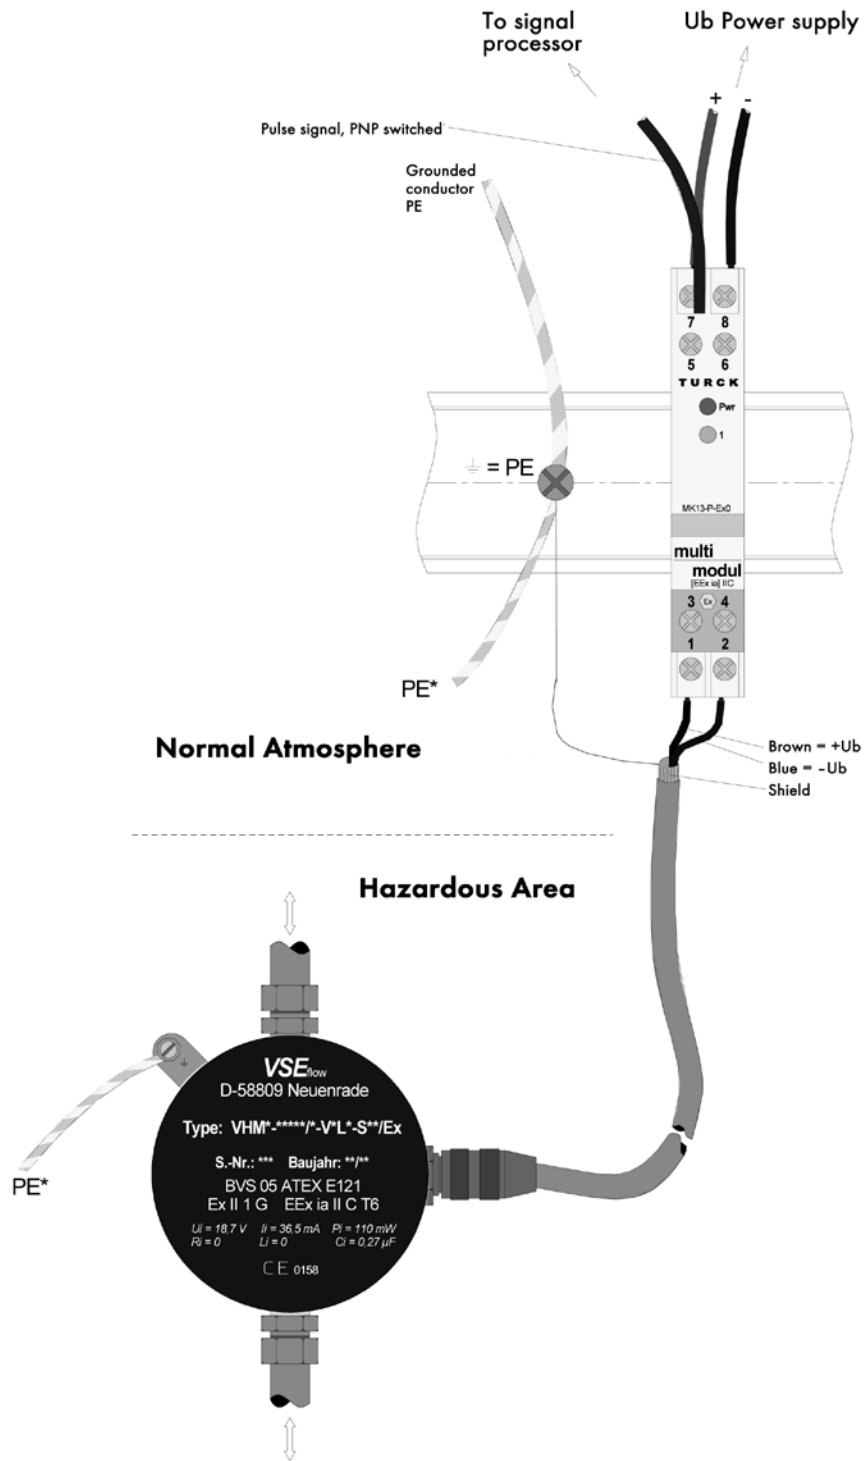 To signal
processor
Ub Power supply
+ -
Pulse signal, PNP switched
Grounded
conductor
PE
7 8
5 6
TURCK
Pwr
1
⏚ = PE
MK13-P-Ex0
multi
modul
[EEx ia] IIC
3 Ex 4
1 2
PE*
Normal Atmosphere
Brown = +Ub
Blue = -Ub
Shield
Hazardous Area
VSE flow
D-58809 Neuenrade
Type: VHM*-*****/*-V*L*-S**/Ex
S.-Nr.: *** Baujahr: **/**
BVS 05 ATEX E121
Ex II 1 G EEx ia II C T6
Ui = 18,7 V Ii = 36,5 mA Pi = 110 mW
Ri = 0 Li = 0 Ci = 0,27 µF
CE 0158
PE*